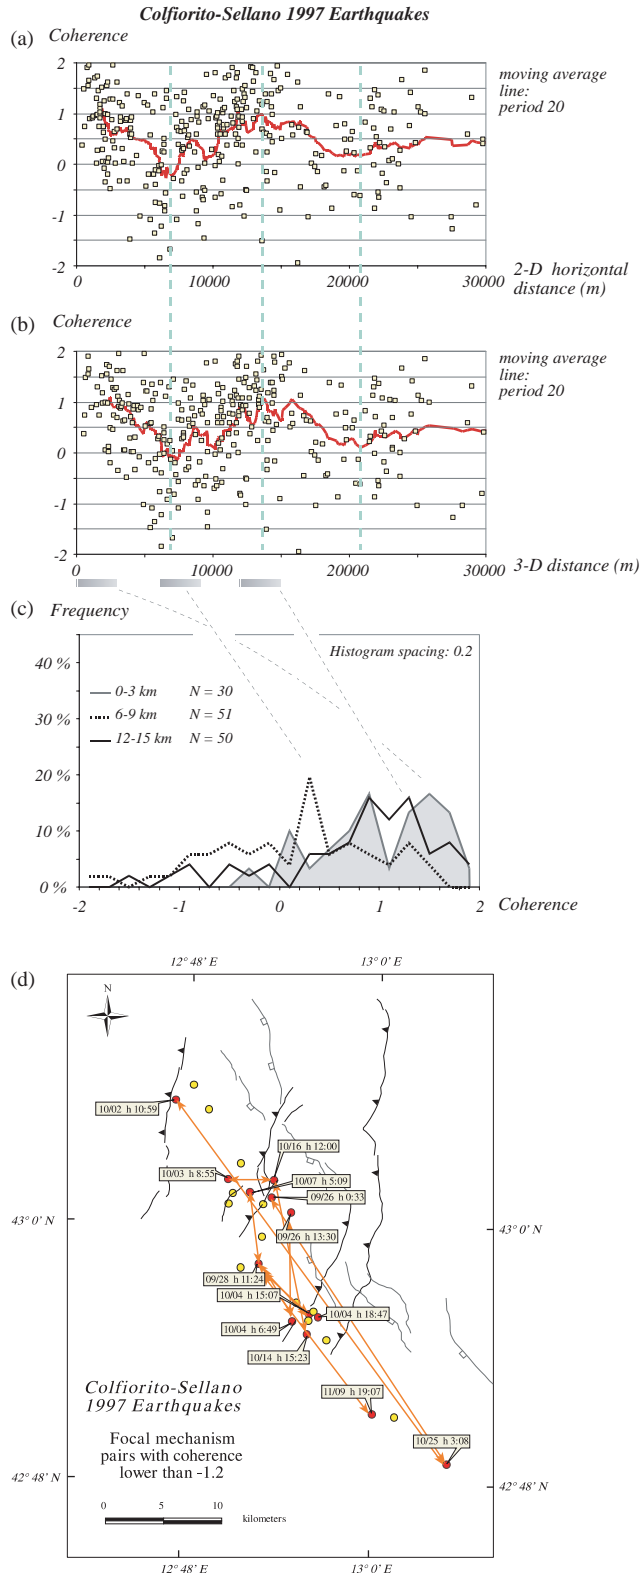 Colfiorito-Sellano 1997 Earthquakes
(a) Coherence
2
1
0
-1
-2
0 10000 20000 30000
moving average
line:
period 20
2-D horizontal
distance (m)
(b) Coherence
2
1
0
-1
-2
0 10000 20000 30000
moving average
line:
period 20
3-D distance (m)
(c) Frequency
Histogram spacing: 0.2
40 %
30 %
20 %
10 %
0 %
0-3 km N = 30
6-9 km N = 51
12-15 km N = 50
-2 -1 0 1 2
Coherence
(d)
12° 48' E 13° 0' E
N
10/02 h 10:59
10/16 h 12:00
10/03 h 8:55
10/07 h 5:09
09/26 h 0:33
43° 0' N
43° 0' N
09/26 h 13:30
09/28 h 11:24
10/04 h 15:07
10/04 h 18:47
10/04 h 6:49
10/14 h 15:23
11/09 h 19:07
10/25 h 3:08
Colfiorito-Sellano
1997 Earthquakes
Focal mechanism
pairs with coherence
lower than -1.2
42° 48' N
42° 48' N
0 5 10
kilometers
12° 48' E 13° 0' E